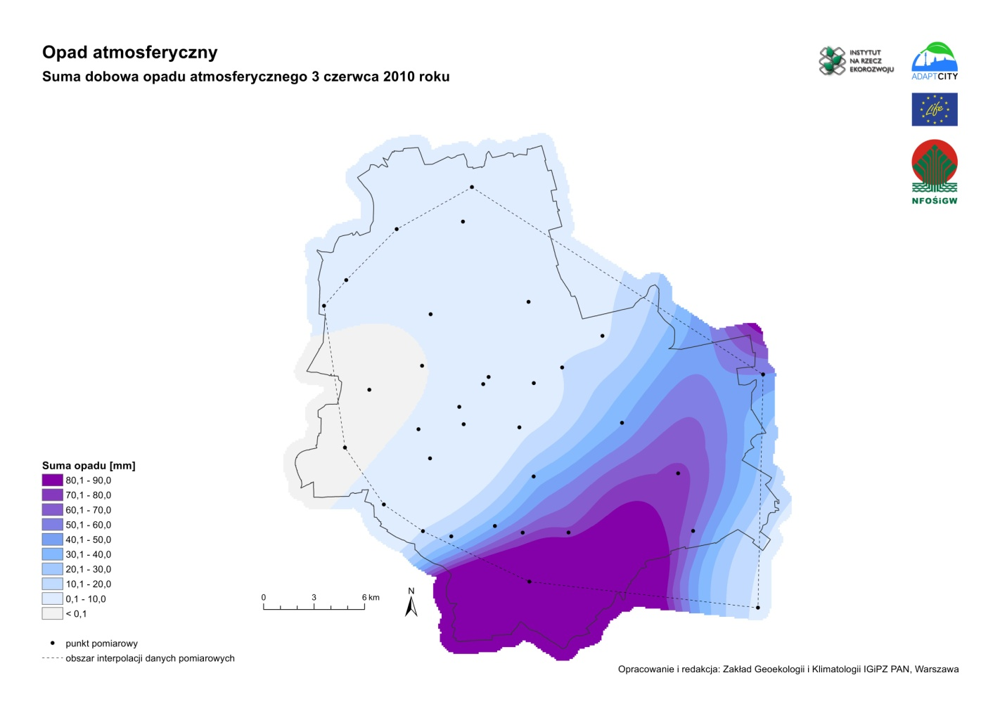 Opad atmosferyczny
Suma dobowa opadu atmosferycznego 3 czerwca 2010 roku
INSTYTUT
NA RZECZ
EKOROZWOJU
ADAPTCITY
Life
NFOŚiGW
Suma opadu [mm]
80,1 - 90,0
70,1 - 80,0
60,1 - 70,0
50,1 - 60,0
40,1 - 50,0
30,1 - 40,0
20,1 - 30,0
10,1 - 20,0
0,1 - 10,0
< 0,1
0 3 6 km
N
punkt pomiarowy
obszar interpolacji danych pomiarowych
Opracowanie i redakcja: Zakład Geoekologii i Klimatologii IGiPZ PAN, Warszawa